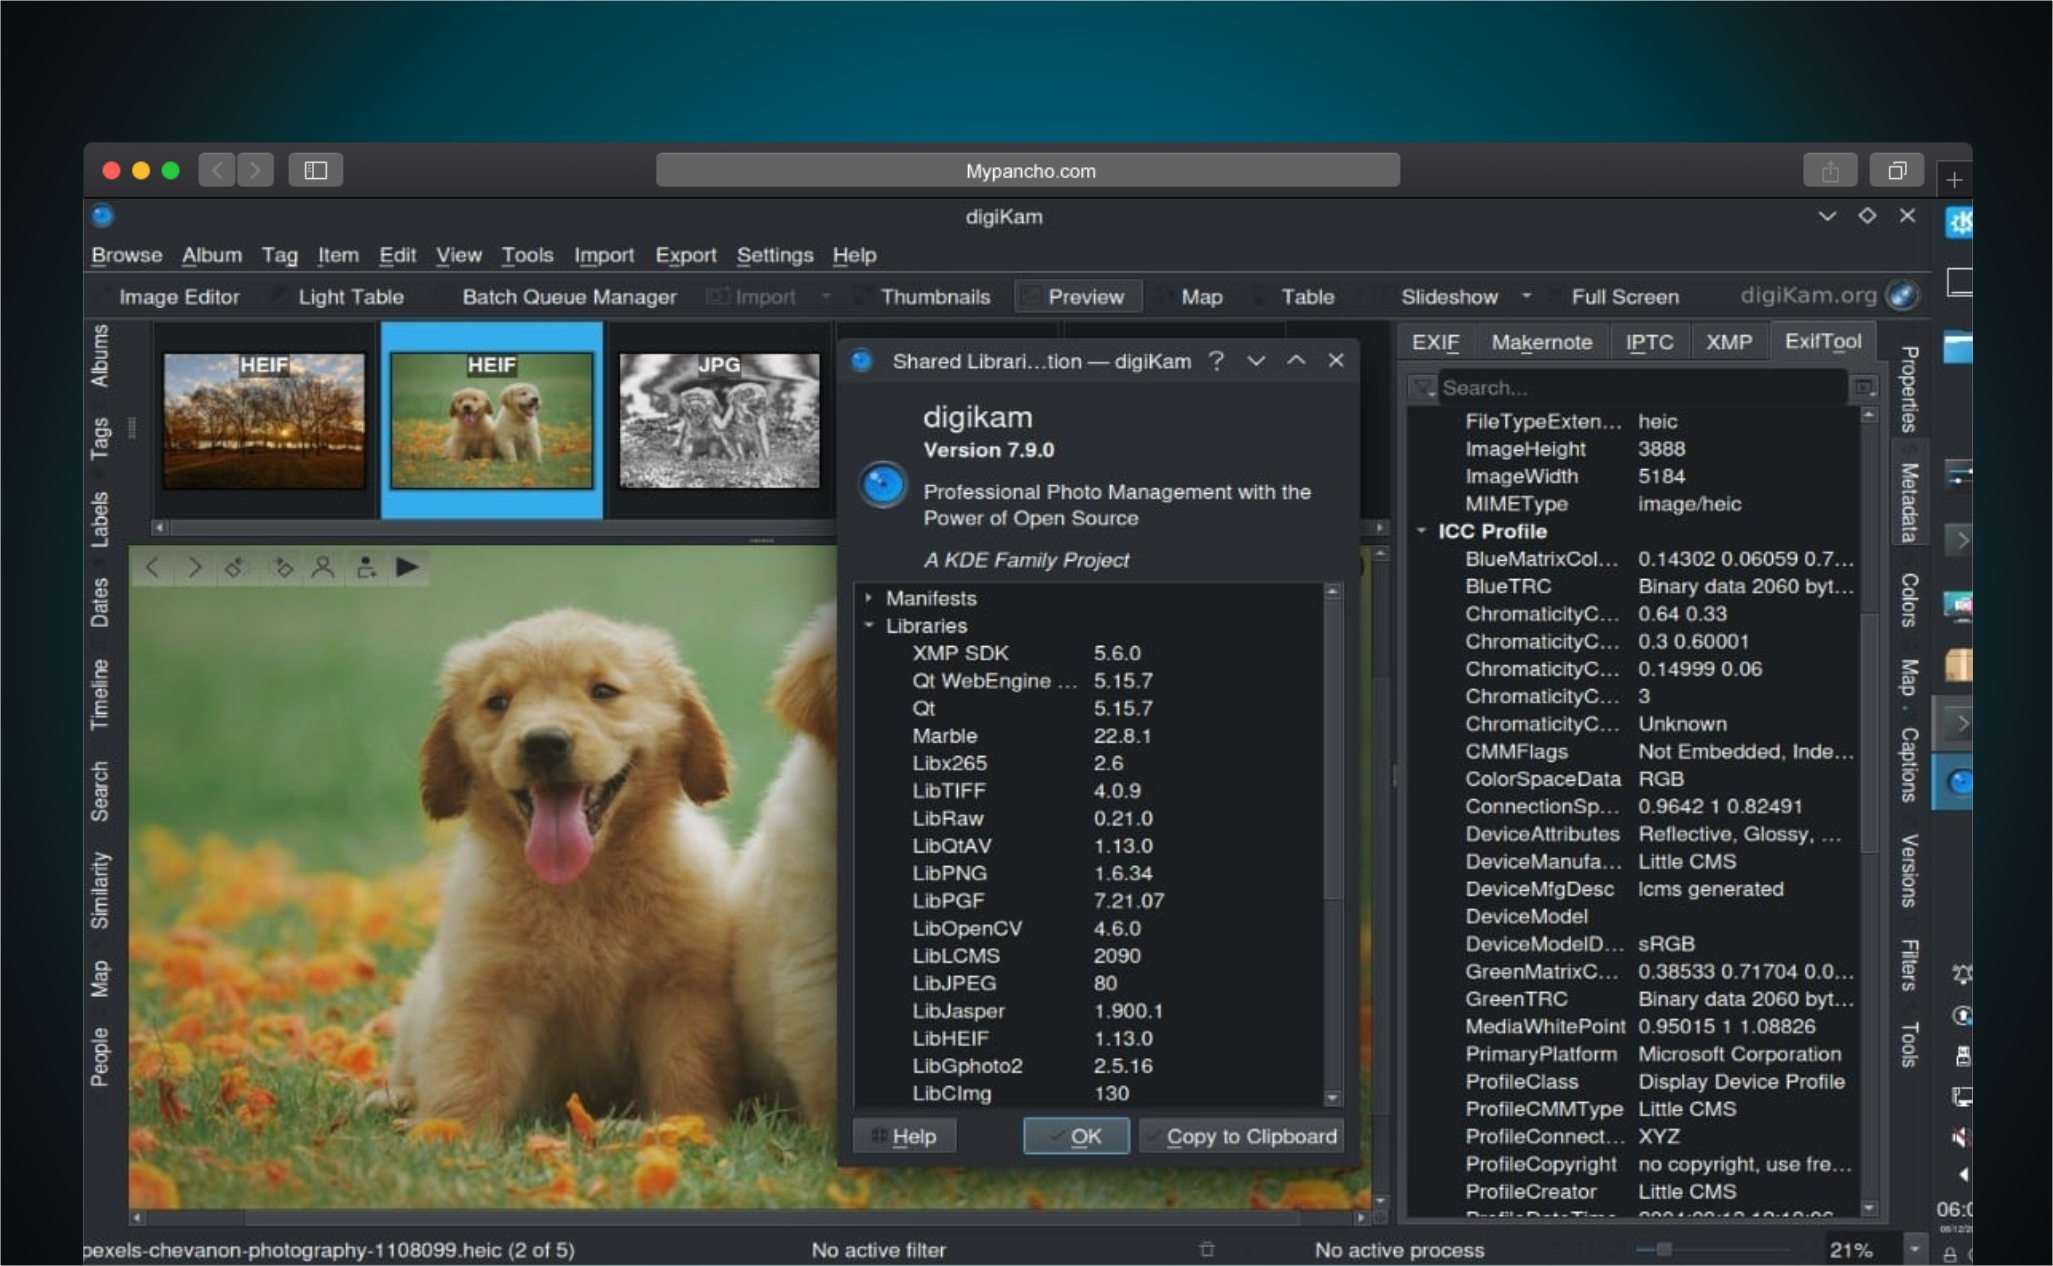 Mypancho.com
digiKam
Browse Album Tag Item Edit View Tools Import Export Settings Help
Image Editor Light Table Batch Queue Manager Import Thumbnails Preview Map Table Slideshow Full Screen digiKam.org
Albums
Tags
Labels
Dates
Timeline
Search
Similarity
Map
People
HEIF
HEIF
JPG
Shared Librari...tion — digiKam ?
digikam
Version 7.9.0
Professional Photo Management with the
Power of Open Source
A KDE Family Project
Manifests
Libraries
XMP SDK 5.6.0
Qt WebEngine ... 5.15.7
Qt 5.15.7
Marble 22.8.1
Libx265 2.6
LibTIFF 4.0.9
LibRaw 0.21.0
LibQtAV 1.13.0
LibPNG 1.6.34
LibPGF 7.21.07
LibOpenCV 4.6.0
LibLCMS 2090
LibJPEG 80
LibJasper 1.900.1
LibHEIF 1.13.0
LibGphoto2 2.5.16
LibCImg 130
Help OK Copy to Clipboard
EXIF Makernote IPTC XMP ExifTool
Search...
FileTypeExten... heic
ImageHeight 3888
ImageWidth 5184
MIMEType image/heic
ICC Profile
BlueMatrixCol... 0.14302 0.06059 0.7...
BlueTRC Binary data 2060 byt...
ChromaticityC... 0.64 0.33
ChromaticityC... 0.3 0.60001
ChromaticityC... 0.14999 0.06
ChromaticityC... 3
ChromaticityC... Unknown
CMMFlags Not Embedded, Inde...
ColorSpaceData RGB
ConnectionSp... 0.9642 1 0.82491
DeviceAttributes Reflective, Glossy, ...
DeviceManufa... Little CMS
DeviceMfgDesc lcms generated
DeviceModel
DeviceModelD... sRGB
GreenMatrixC... 0.38533 0.71704 0.0...
GreenTRC Binary data 2060 byt...
MediaWhitePoint 0.95015 1 1.08826
PrimaryPlatform Microsoft Corporation
ProfileClass Display Device Profile
ProfileCMMType Little CMS
ProfileConnect... XYZ
ProfileCopyright no copyright, use fre...
ProfileCreator Little CMS
Properties
Metadata
Colors
Map
Captions
Versions
Filters
Tools
pexels-chevanon-photography-1108099.heic (2 of 5) No active filter No active process 21%